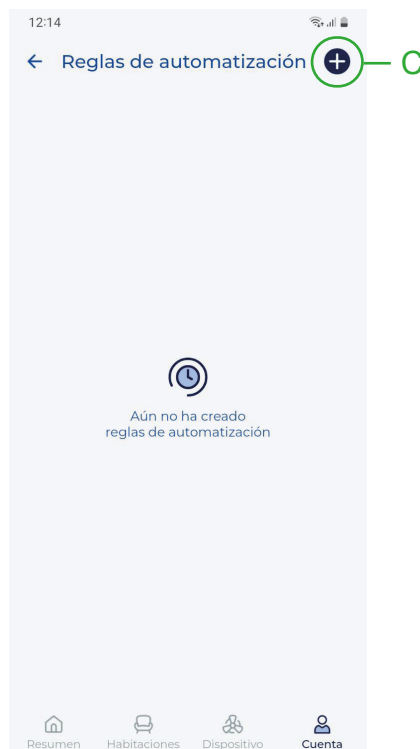 12:14
Reglas de automatización
C
Aún no ha creado
reglas de automatización
Resumen Habitaciones Dispositivo Cuenta